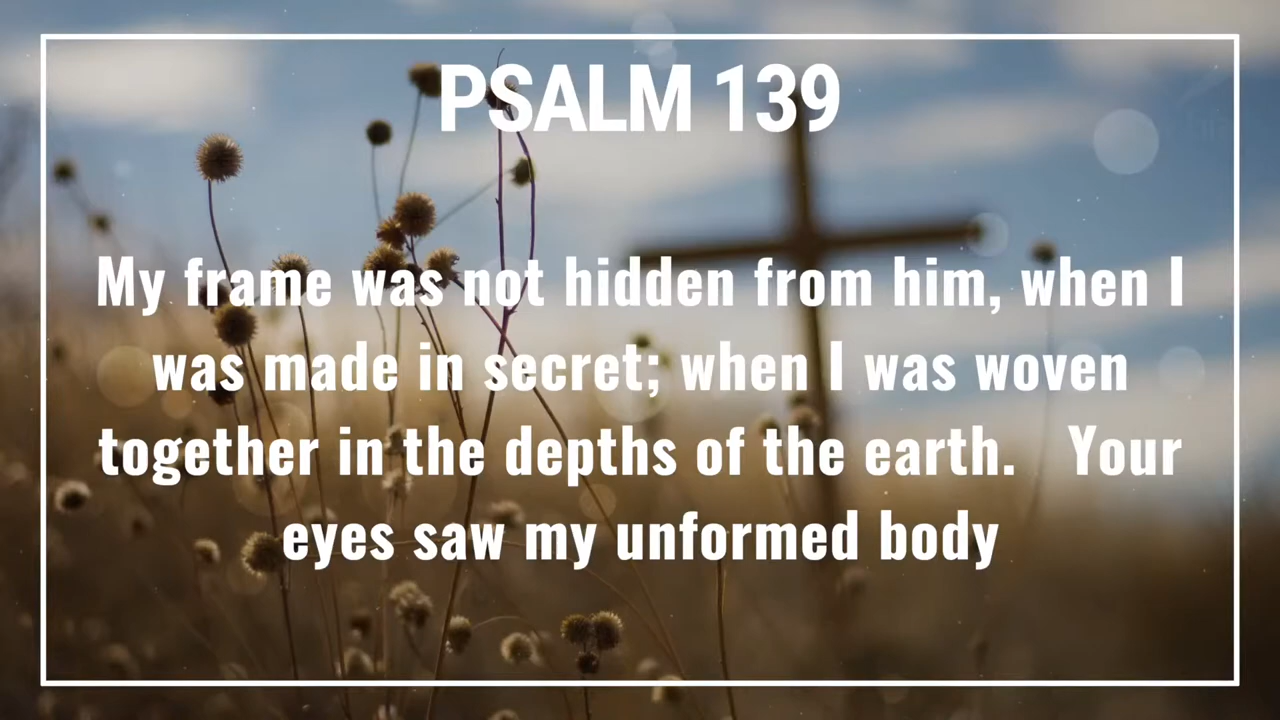 PSALM 139
My frame was not hidden from him, when I
was made in secret; when I was woven
together in the depths of the earth. Your
eyes saw my unformed body